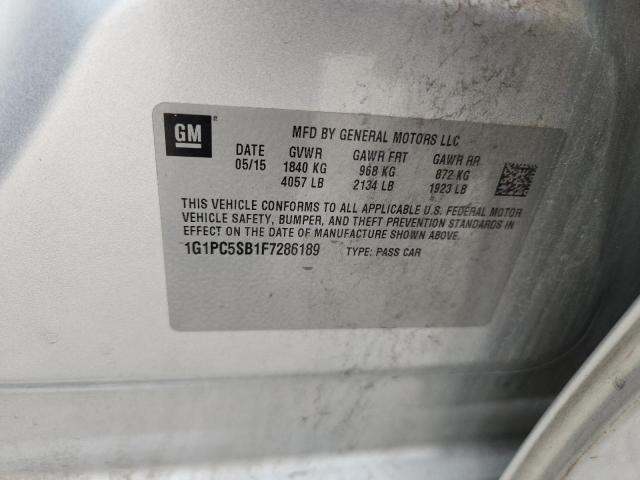 GM
MFD BY GENERAL MOTORS LLC
DATE GVWR GAWR FRT GAWR RR
05/15 1840 KG 968 KG 872 KG
4057 LB 2134 LB 1923 LB
THIS VEHICLE CONFORMS TO ALL APPLICABLE U.S. FEDERAL MOTOR
VEHICLE SAFETY, BUMPER, AND THEFT PREVENTION STANDARDS IN
EFFECT ON THE DATE OF MANUFACTURE SHOWN ABOVE.
1G1PC5SB1F7286189 TYPE: PASS CAR